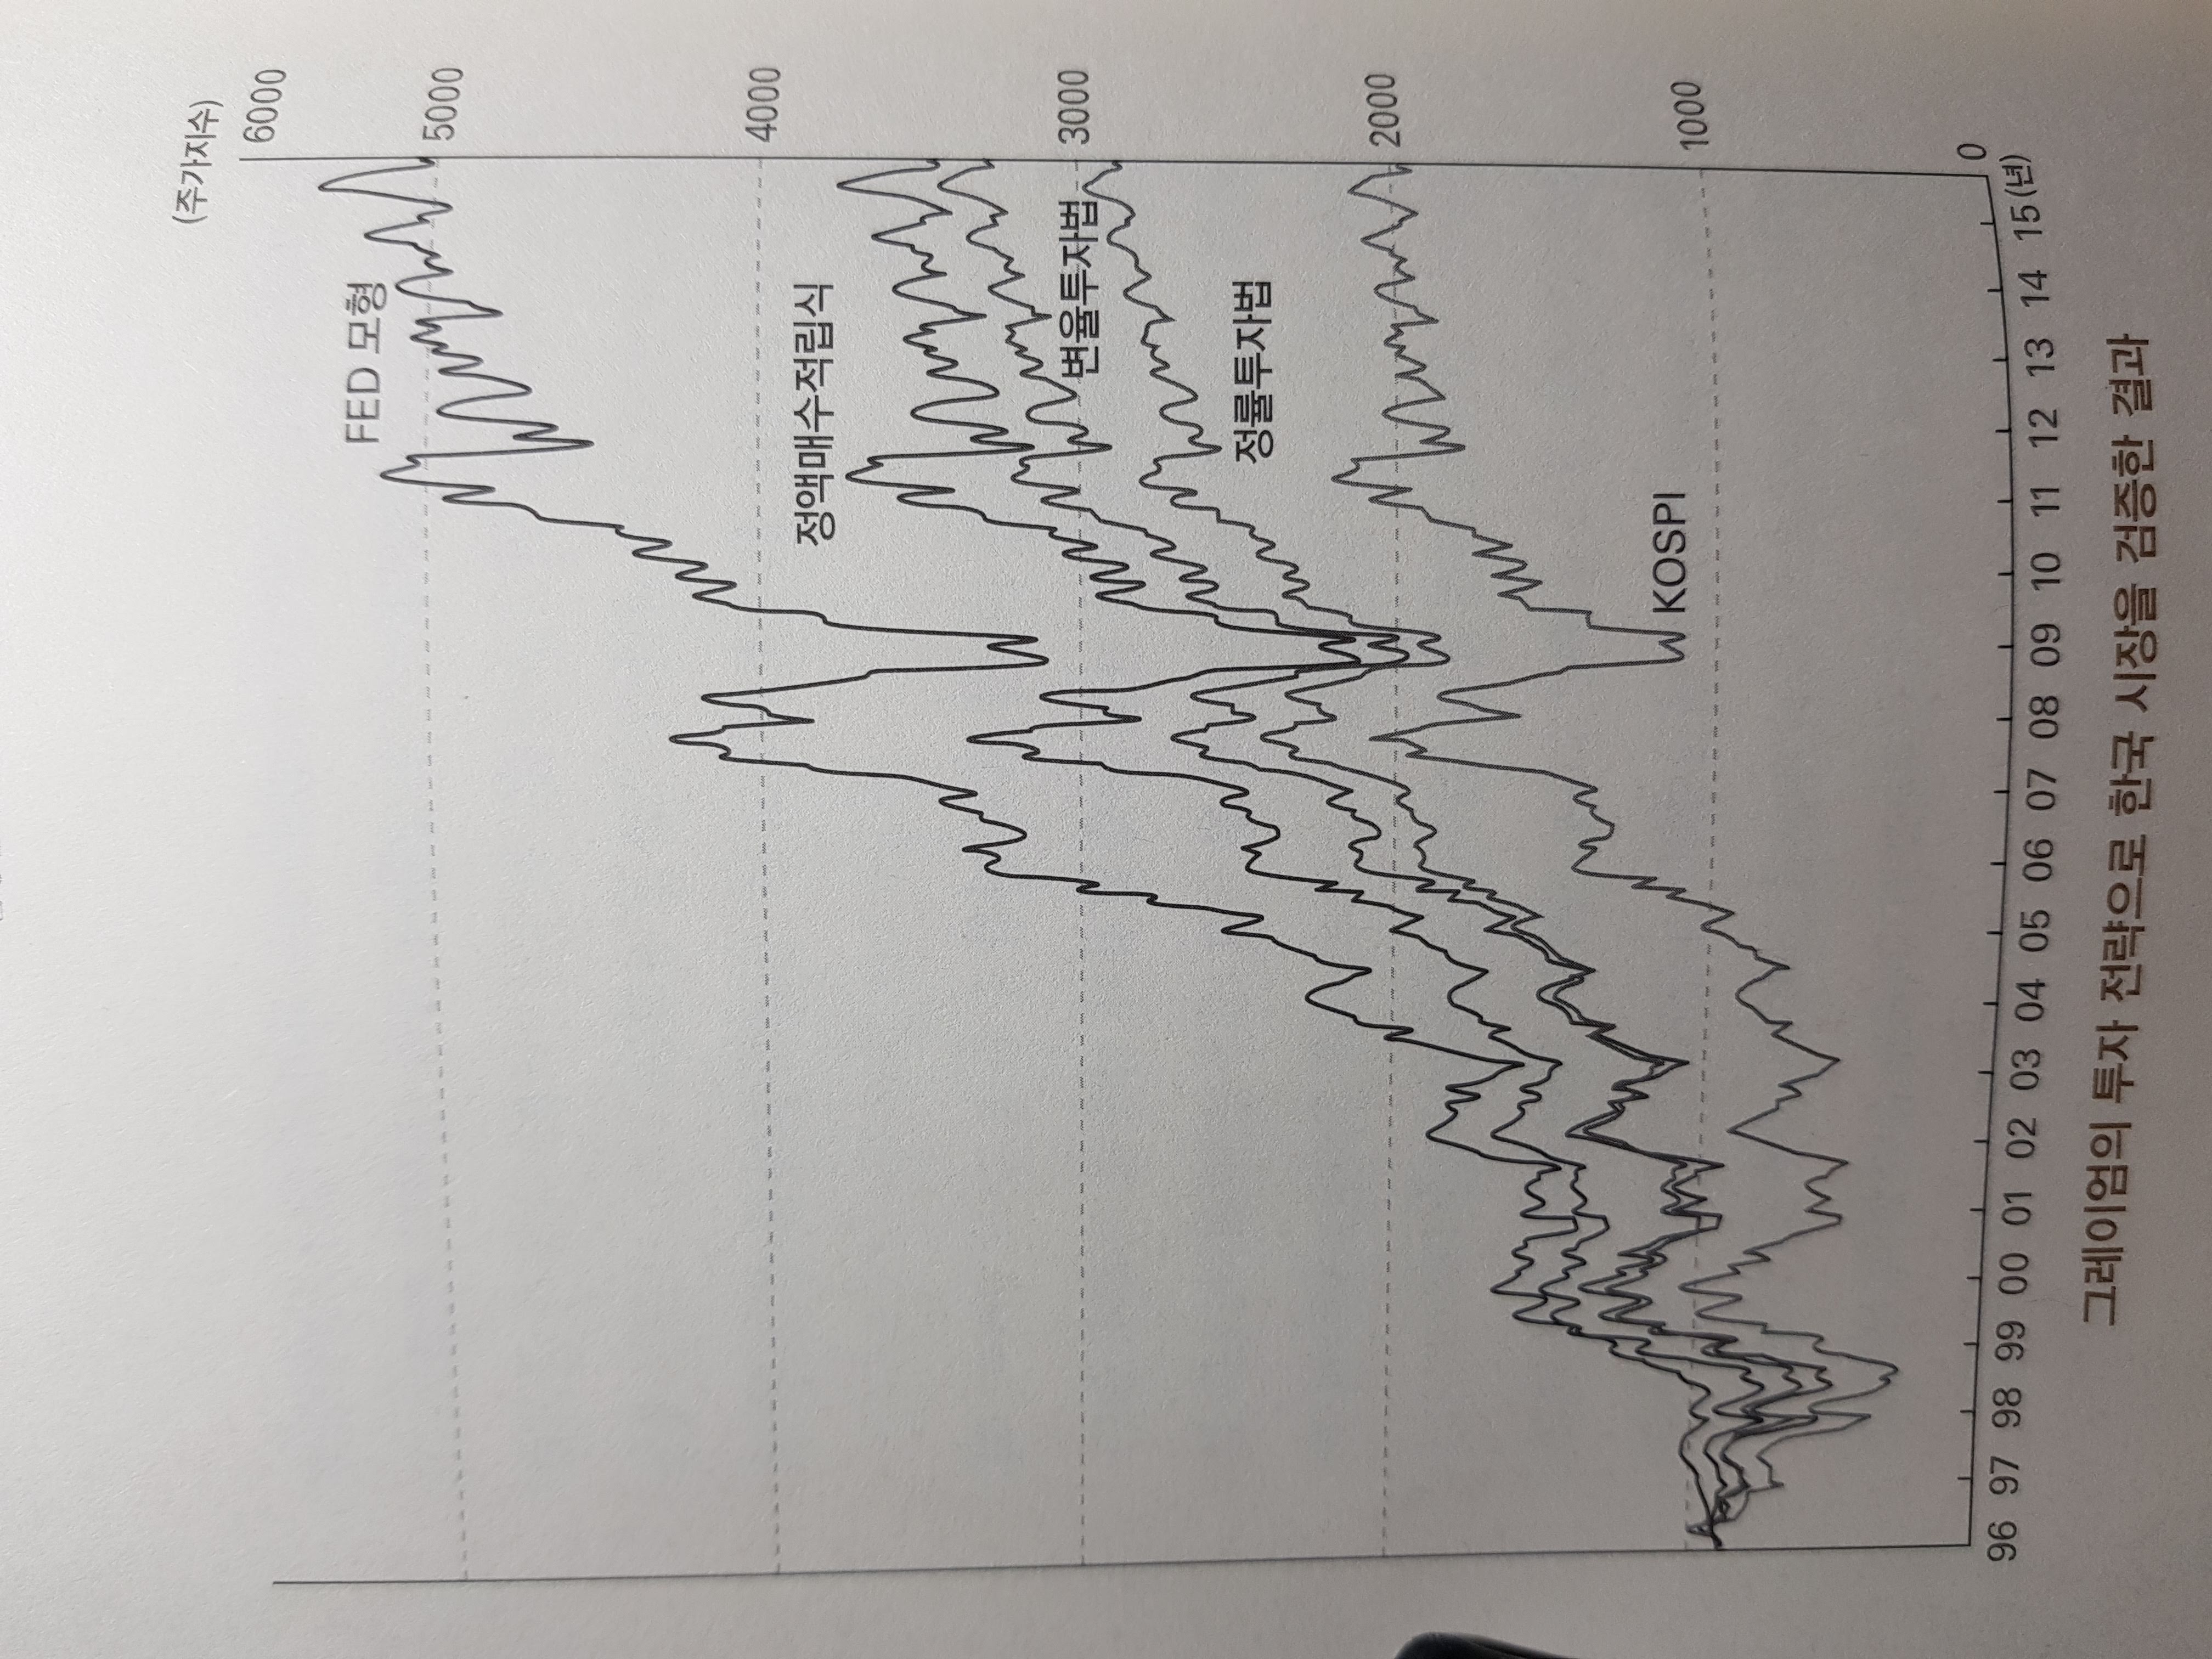 (주가지수)
6000
FED 모형
5000
4000
정액매수적립식
3000
변율투자법
정률투자법
2000
KOSPI
1000
0
96 97 98 99 00 01 02 03 04 05 06 07 08 09 10 11 12 13 14 15 (년)
그레이엄의 투자 전략으로 한국 시장을 검증한 결과